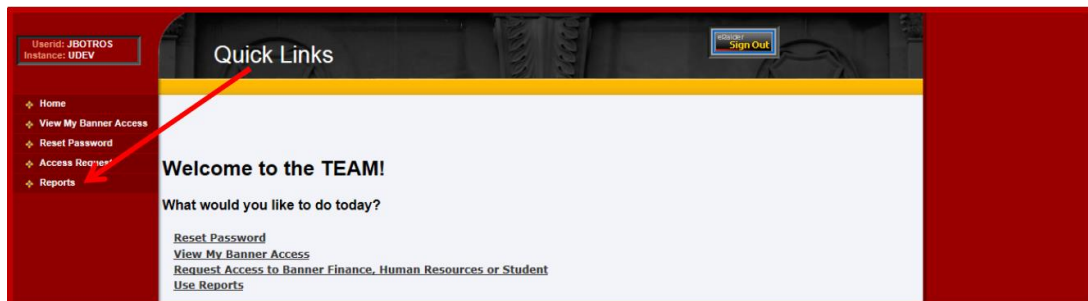 Userid: JBOTROS
Instance: UDEV
Quick Links
eRaider
Sign Out
Home
View My Banner Access
Reset Password
Access Request
Reports
Welcome to the TEAM!
What would you like to do today?
Reset Password
View My Banner Access
Request Access to Banner Finance, Human Resources or Student
Use Reports